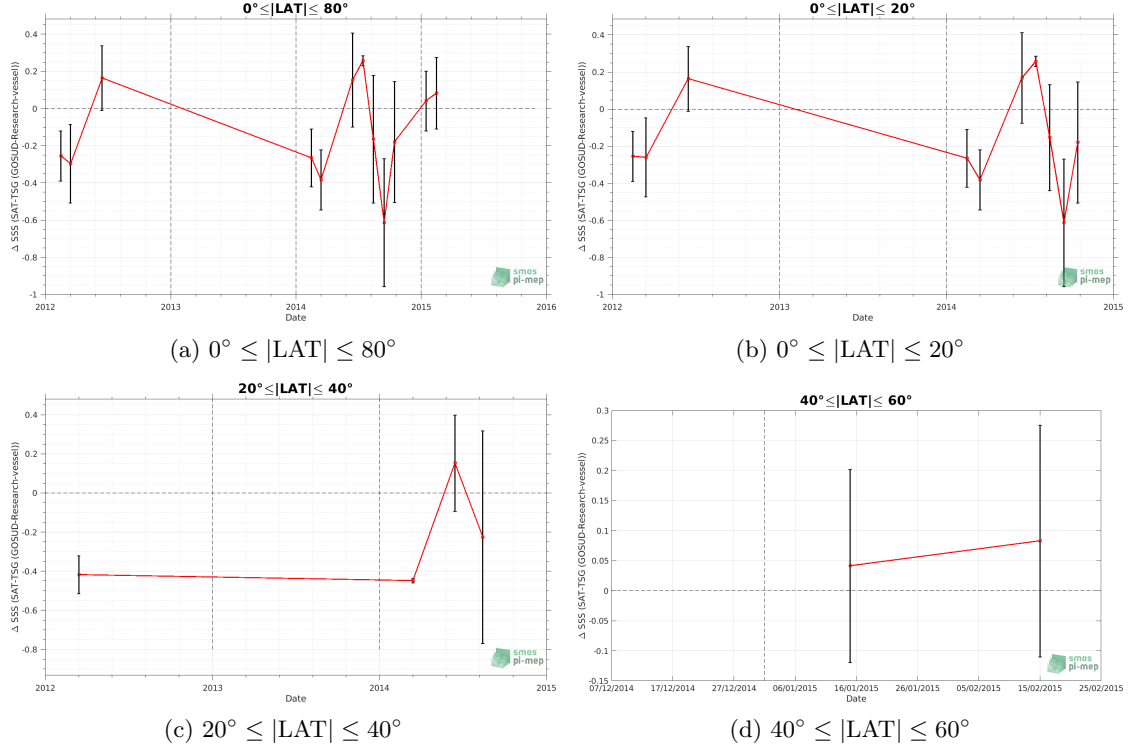 0°≤|LAT|≤ 80°
Δ SSS (SAT-TSG (GOSUD-Research-vessel))
0.4
0.2
0
-0.2
-0.4
-0.6
-0.8
-1
2012
2013
2014
2015
2016
Date
smos
pi-mep
(a) 0° ≤ |LAT| ≤ 80°
0°≤|LAT|≤ 20°
Δ SSS (SAT-TSG (GOSUD-Research-vessel))
0.4
0.2
0
-0.2
-0.4
-0.6
-0.8
-1
2012
2013
2014
2015
Date
smos
pi-mep
(b) 0° ≤ |LAT| ≤ 20°
20°≤|LAT|≤ 40°
Δ SSS (SAT-TSG (GOSUD-Research-vessel))
0.4
0.2
0
-0.2
-0.4
-0.6
-0.8
2012
2013
2014
2015
Date
smos
pi-mep
(c) 20° ≤ |LAT| ≤ 40°
40°≤|LAT|≤ 60°
Δ SSS (SAT-TSG (GOSUD-Research-vessel))
0.3
0.25
0.2
0.15
0.1
0.05
0
-0.05
-0.1
-0.15
07/12/2014
17/12/2014
27/12/2014
06/01/2015
16/01/2015
26/01/2015
05/02/2015
15/02/2015
25/02/2015
Date
smos
pi-mep
(d) 40° ≤ |LAT| ≤ 60°